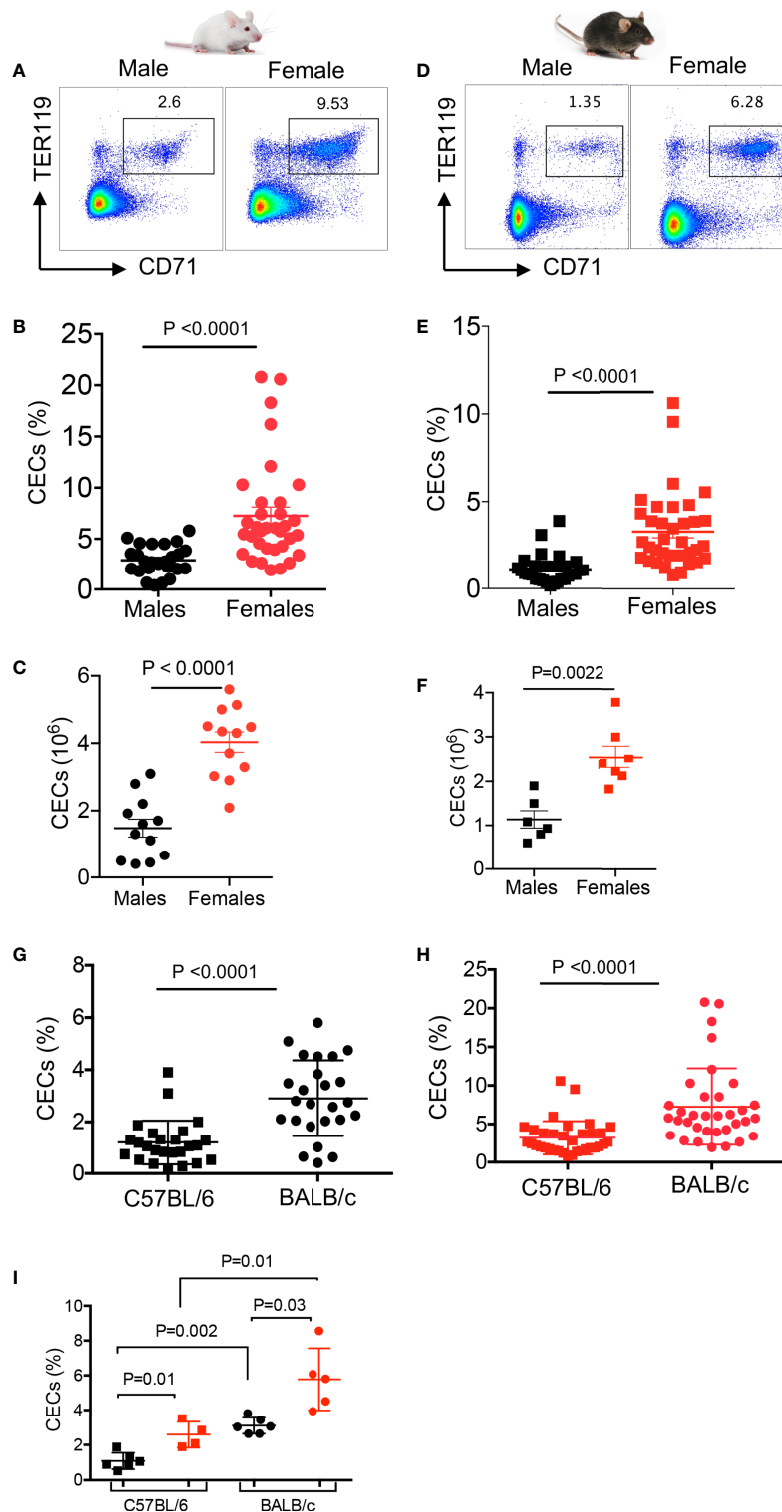 A
Male
Female
2.6
9.53
TER119
CD71
D
Male
Female
1.35
6.28
TER119
CD71
B
P <0.0001
CECs (%)
25
20
15
10
5
0
Males
Females
E
P <0.0001
CECs (%)
15
10
5
0
Males
Females
C
P < 0.0001
CECs (10⁶)
6
4
2
0
Males
Females
F
P=0.0022
CECs (10⁶)
4
3
2
1
0
Males
Females
G
P <0.0001
CECs (%)
8
6
4
2
0
C57BL/6
BALB/c
H
P <0.0001
CECs (%)
25
20
15
10
5
0
C57BL/6
BALB/c
I
P=0.01
P=0.002
P=0.03
P=0.01
CECs (%)
10
8
6
4
2
0
C57BL/6
BALB/c